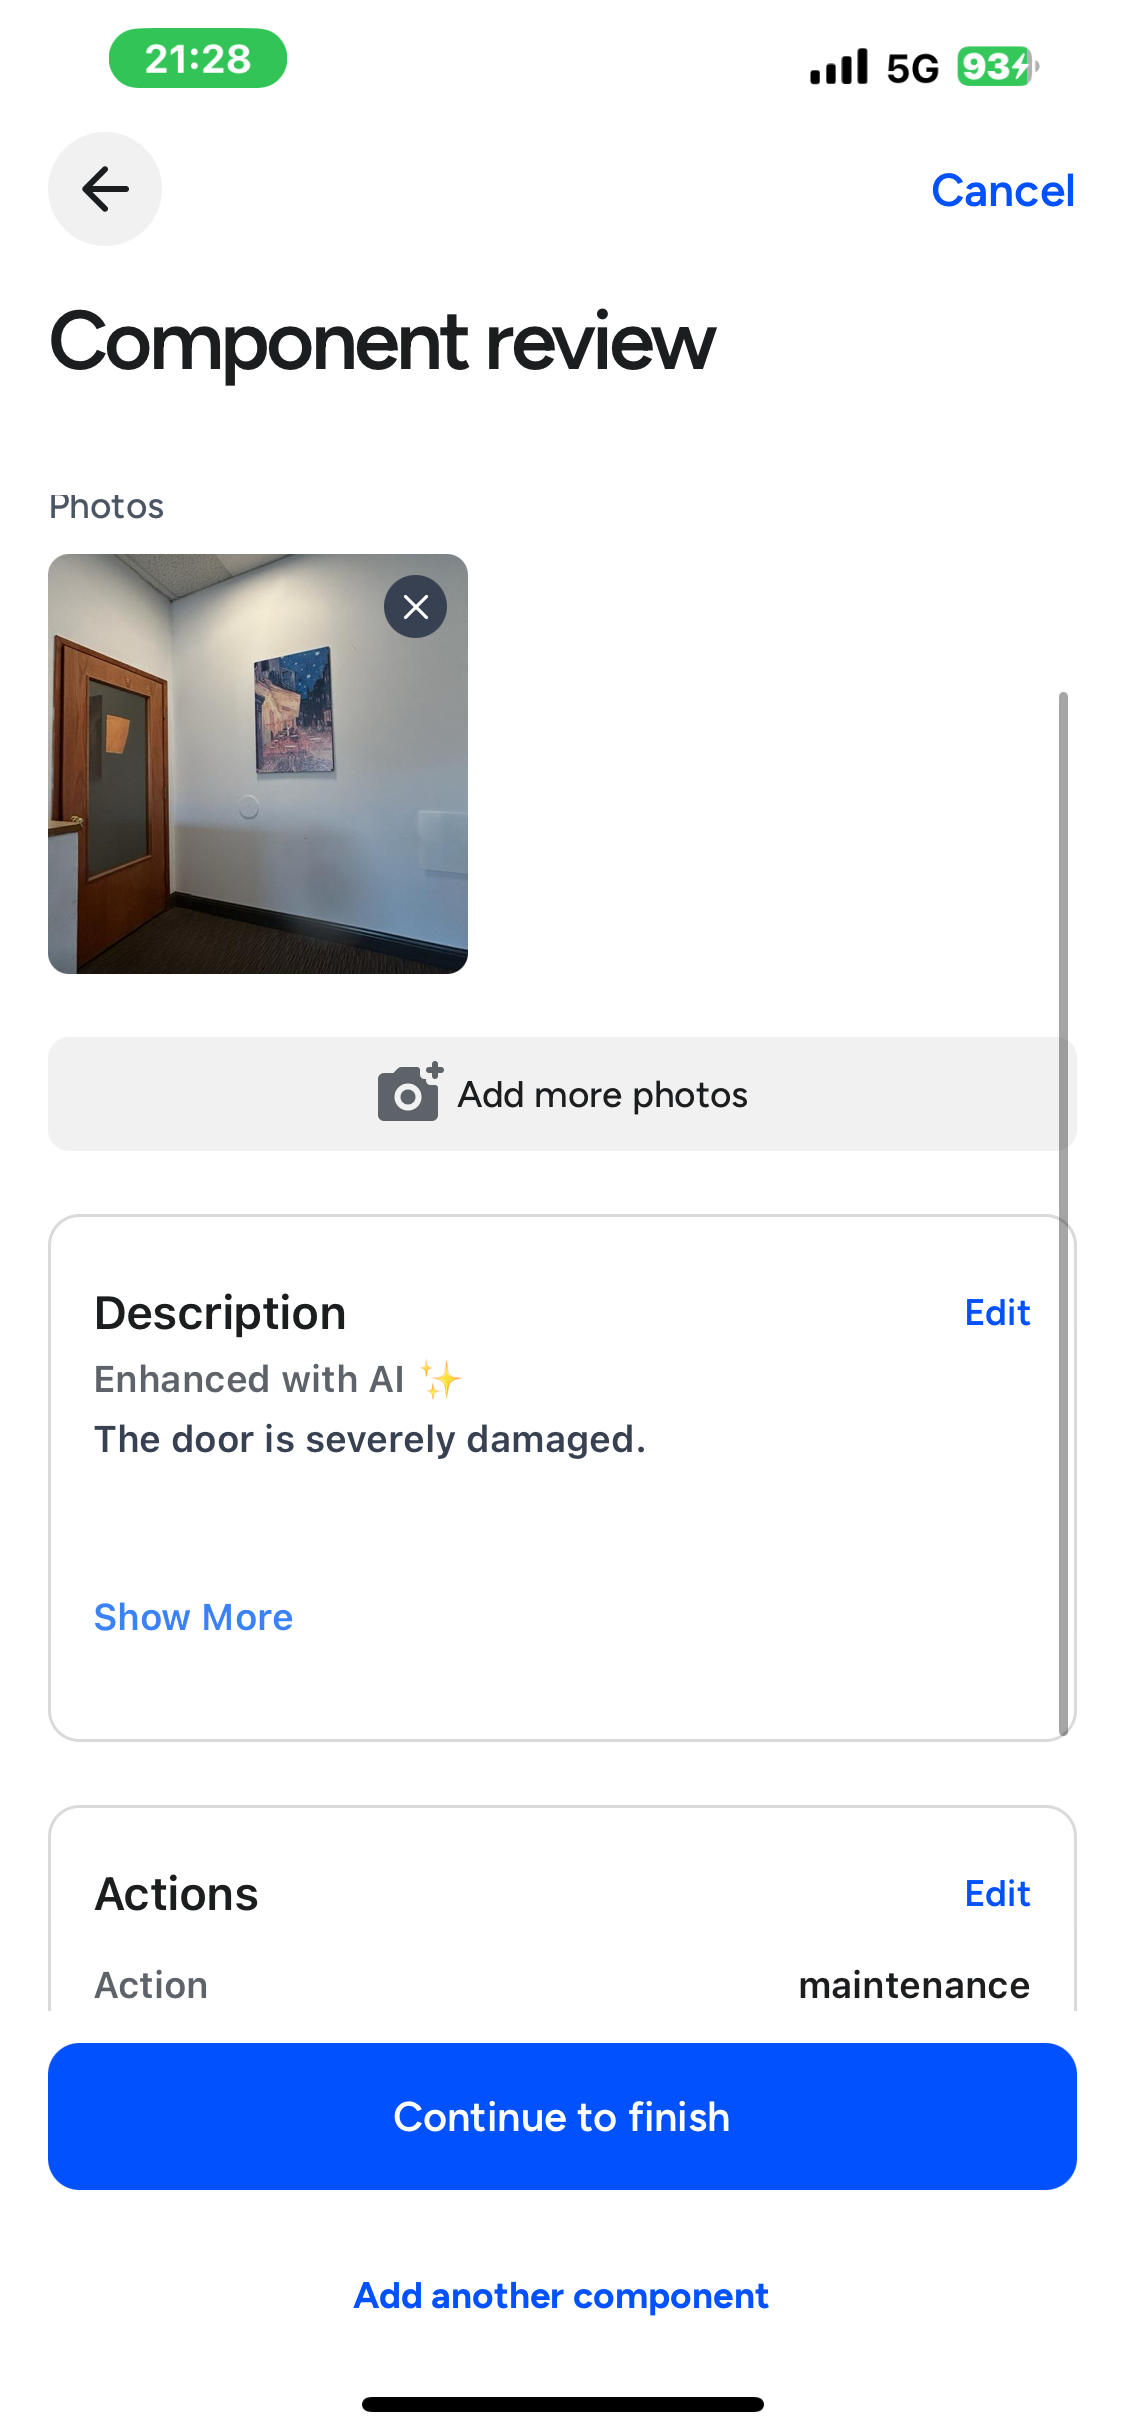 21:28
5G
93
Cancel
Component review
Photos
Add more photos
Description
Edit
Enhanced with AI ✨
The door is severely damaged.
Show More
Actions
Edit
Action
maintenance
Continue to finish
Add another component